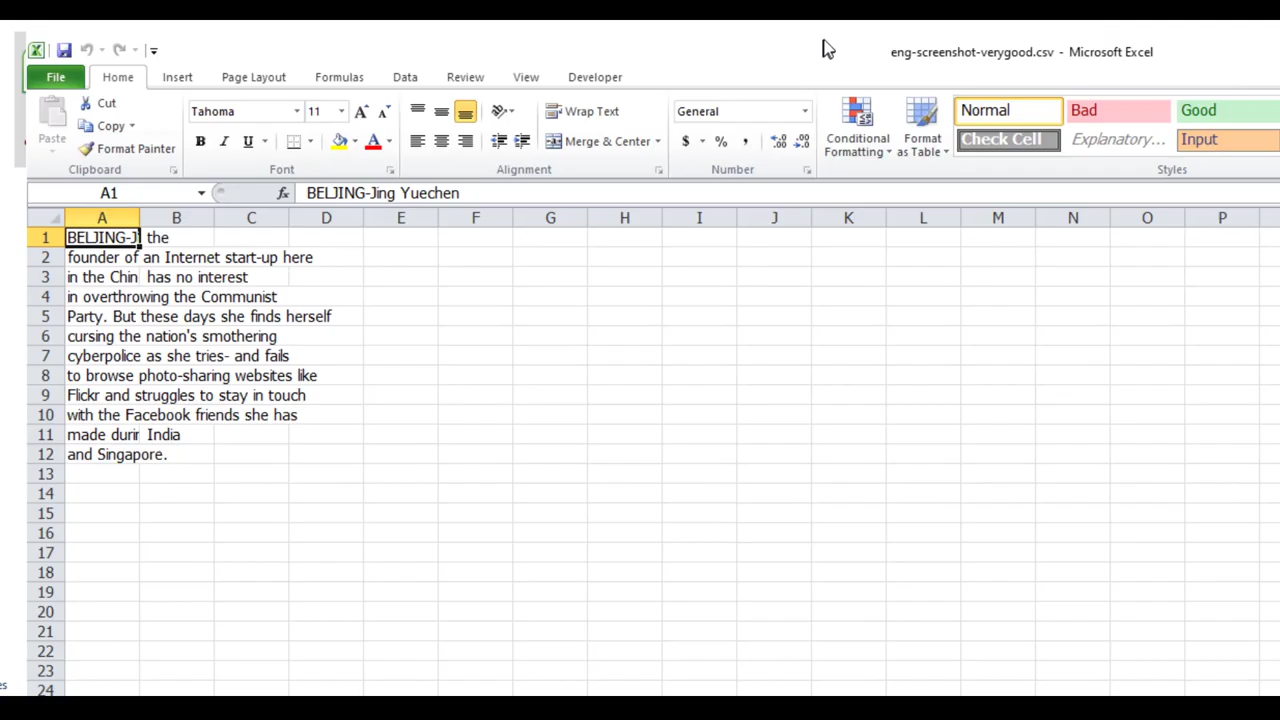 eng-screenshot-verygood.csv - Microsoft Excel
File Home Insert Page Layout Formulas Data Review View Developer
Cut
Copy
Format Painter
Paste
Clipboard
Tahoma 11
B I U
Font
Wrap Text
Merge & Center
Alignment
General
$ % ,
Number
Conditional Formatting
Format as Table
Normal Bad Good
Check Cell Explanatory... Input
Styles
A1 fx BELJING-Jing Yuechen
A B C D E F G H I J K L M N O P
1 BELJING-J the
2 founder of an Internet start-up here
3 in the Chin has no interest
4 in overthrowing the Communist
5 Party. But these days she finds herself
6 cursing the nation's smothering
7 cyberpolice as she tries- and fails
8 to browse photo-sharing websites like
9 Flickr and struggles to stay in touch
10 with the Facebook friends she has
11 made durin India
12 and Singapore.
13
14
15
16
17
18
19
20
21
22
23
24
es